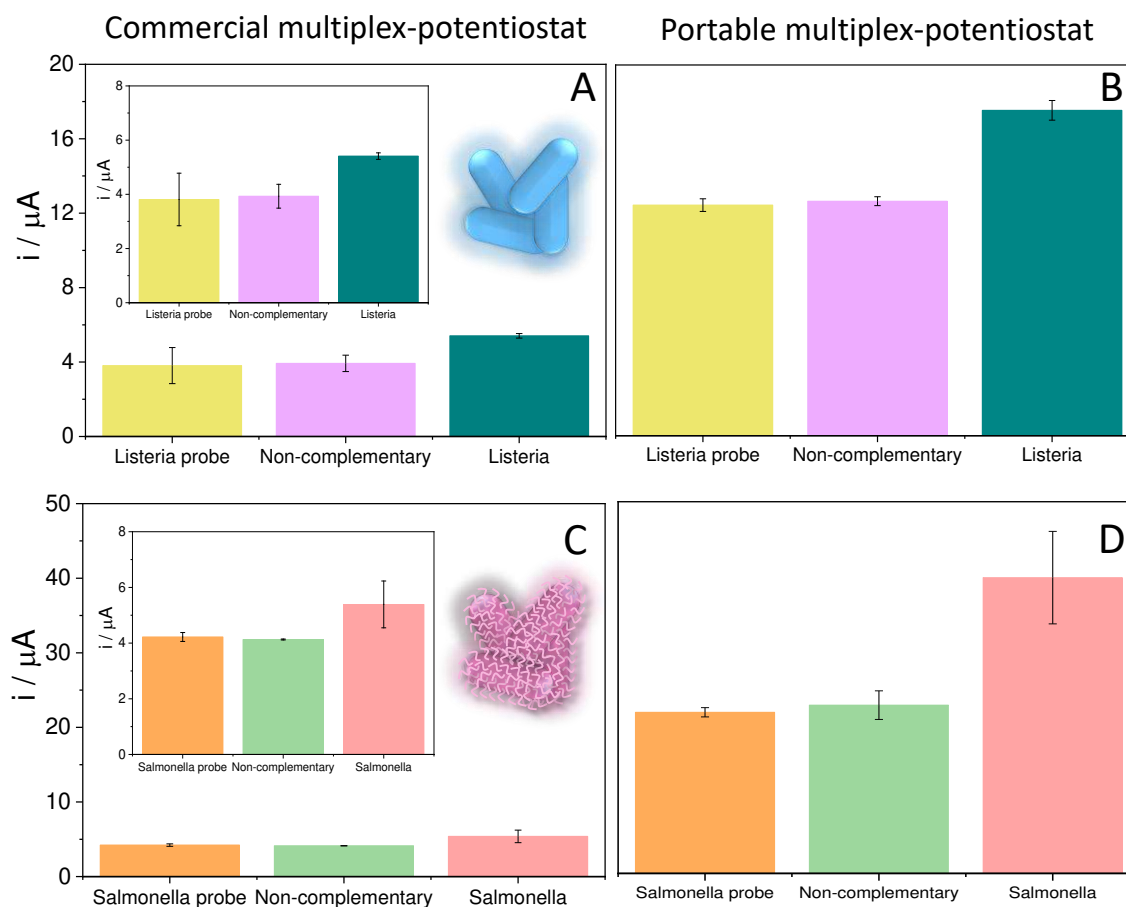 Commercial multiplex-potentiostat
Portable multiplex-potentiostat
A
i / μA
20
16
12
8
4
0
i / μA
8
6
4
2
0
Listeria probe
Non-complementary
Listeria
Listeria probe
Non-complementary
Listeria
B
Listeria probe
Non-complementary
Listeria
C
i / μA
50
40
30
20
10
0
i / μA
8
6
4
2
0
Salmonella probe
Non-complementary
Salmonella
Salmonella probe
Non-complementary
Salmonella
D
Salmonella probe
Non-complementary
Salmonella